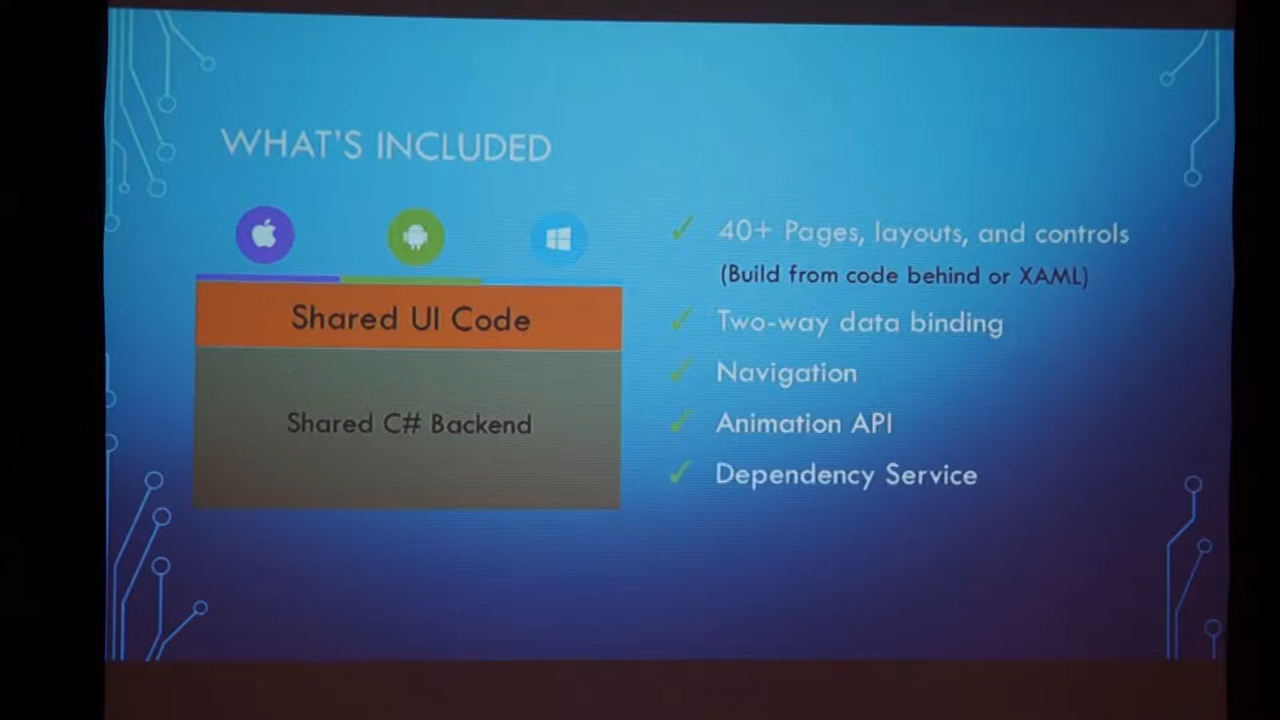 WHAT'S INCLUDED
Shared UI Code
Shared C# Backend
40+ Pages, layouts, and controls
(Build from code behind or XAML)
Two-way data binding
Navigation
Animation API
Dependency Service